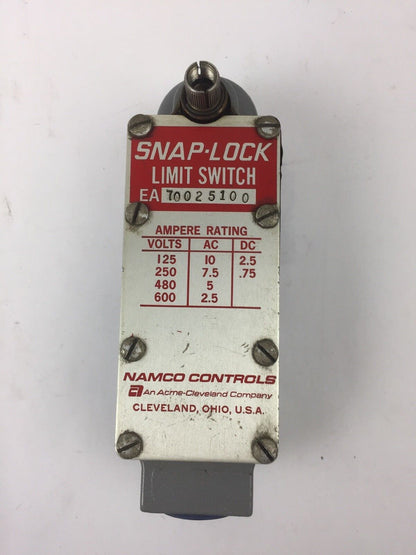 SNAP-LOCK
LIMIT SWITCH
EA 70025100
AMPERE RATING
VOLTS AC DC
125 10 2.5
250 7.5 .75
480 5
600 2.5
NAMCO CONTROLS
An Acme-Cleveland Company
CLEVELAND, OHIO, U.S.A.